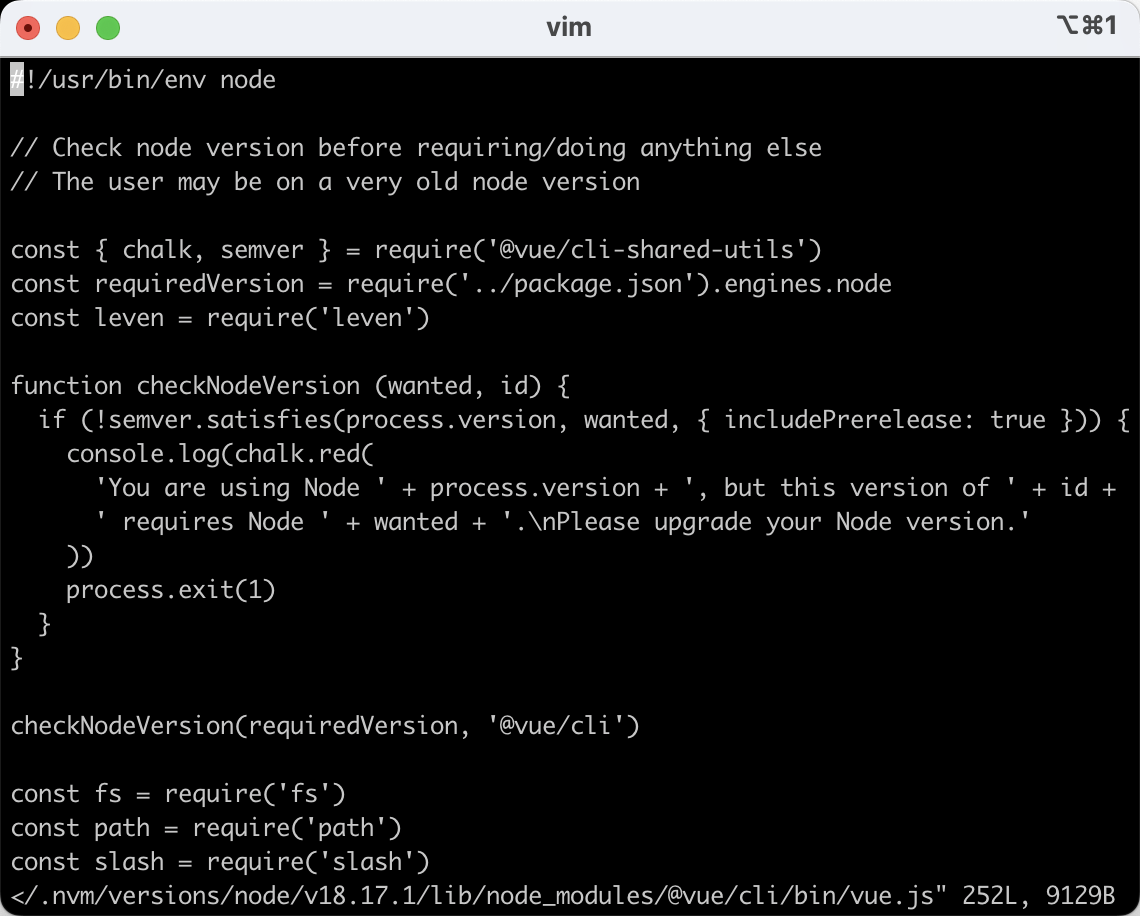 vim
⌥⌘1
#!/usr/bin/env node

// Check node version before requiring/doing anything else
// The user may be on a very old node version

const { chalk, semver } = require('@vue/cli-shared-utils')
const requiredVersion = require('../package.json').engines.node
const leven = require('leven')

function checkNodeVersion (wanted, id) {
  if (!semver.satisfies(process.version, wanted, { includePrerelease: true })) {
    console.log(chalk.red(
      'You are using Node ' + process.version + ', but this version of ' + id +
      ' requires Node ' + wanted + '.\nPlease upgrade your Node version.'
    ))
    process.exit(1)
  }
}

checkNodeVersion(requiredVersion, '@vue/cli')

const fs = require('fs')
const path = require('path')
const slash = require('slash')
</.nvm/versions/node/v18.17.1/lib/node_modules/@vue/cli/bin/vue.js" 252L, 9129B